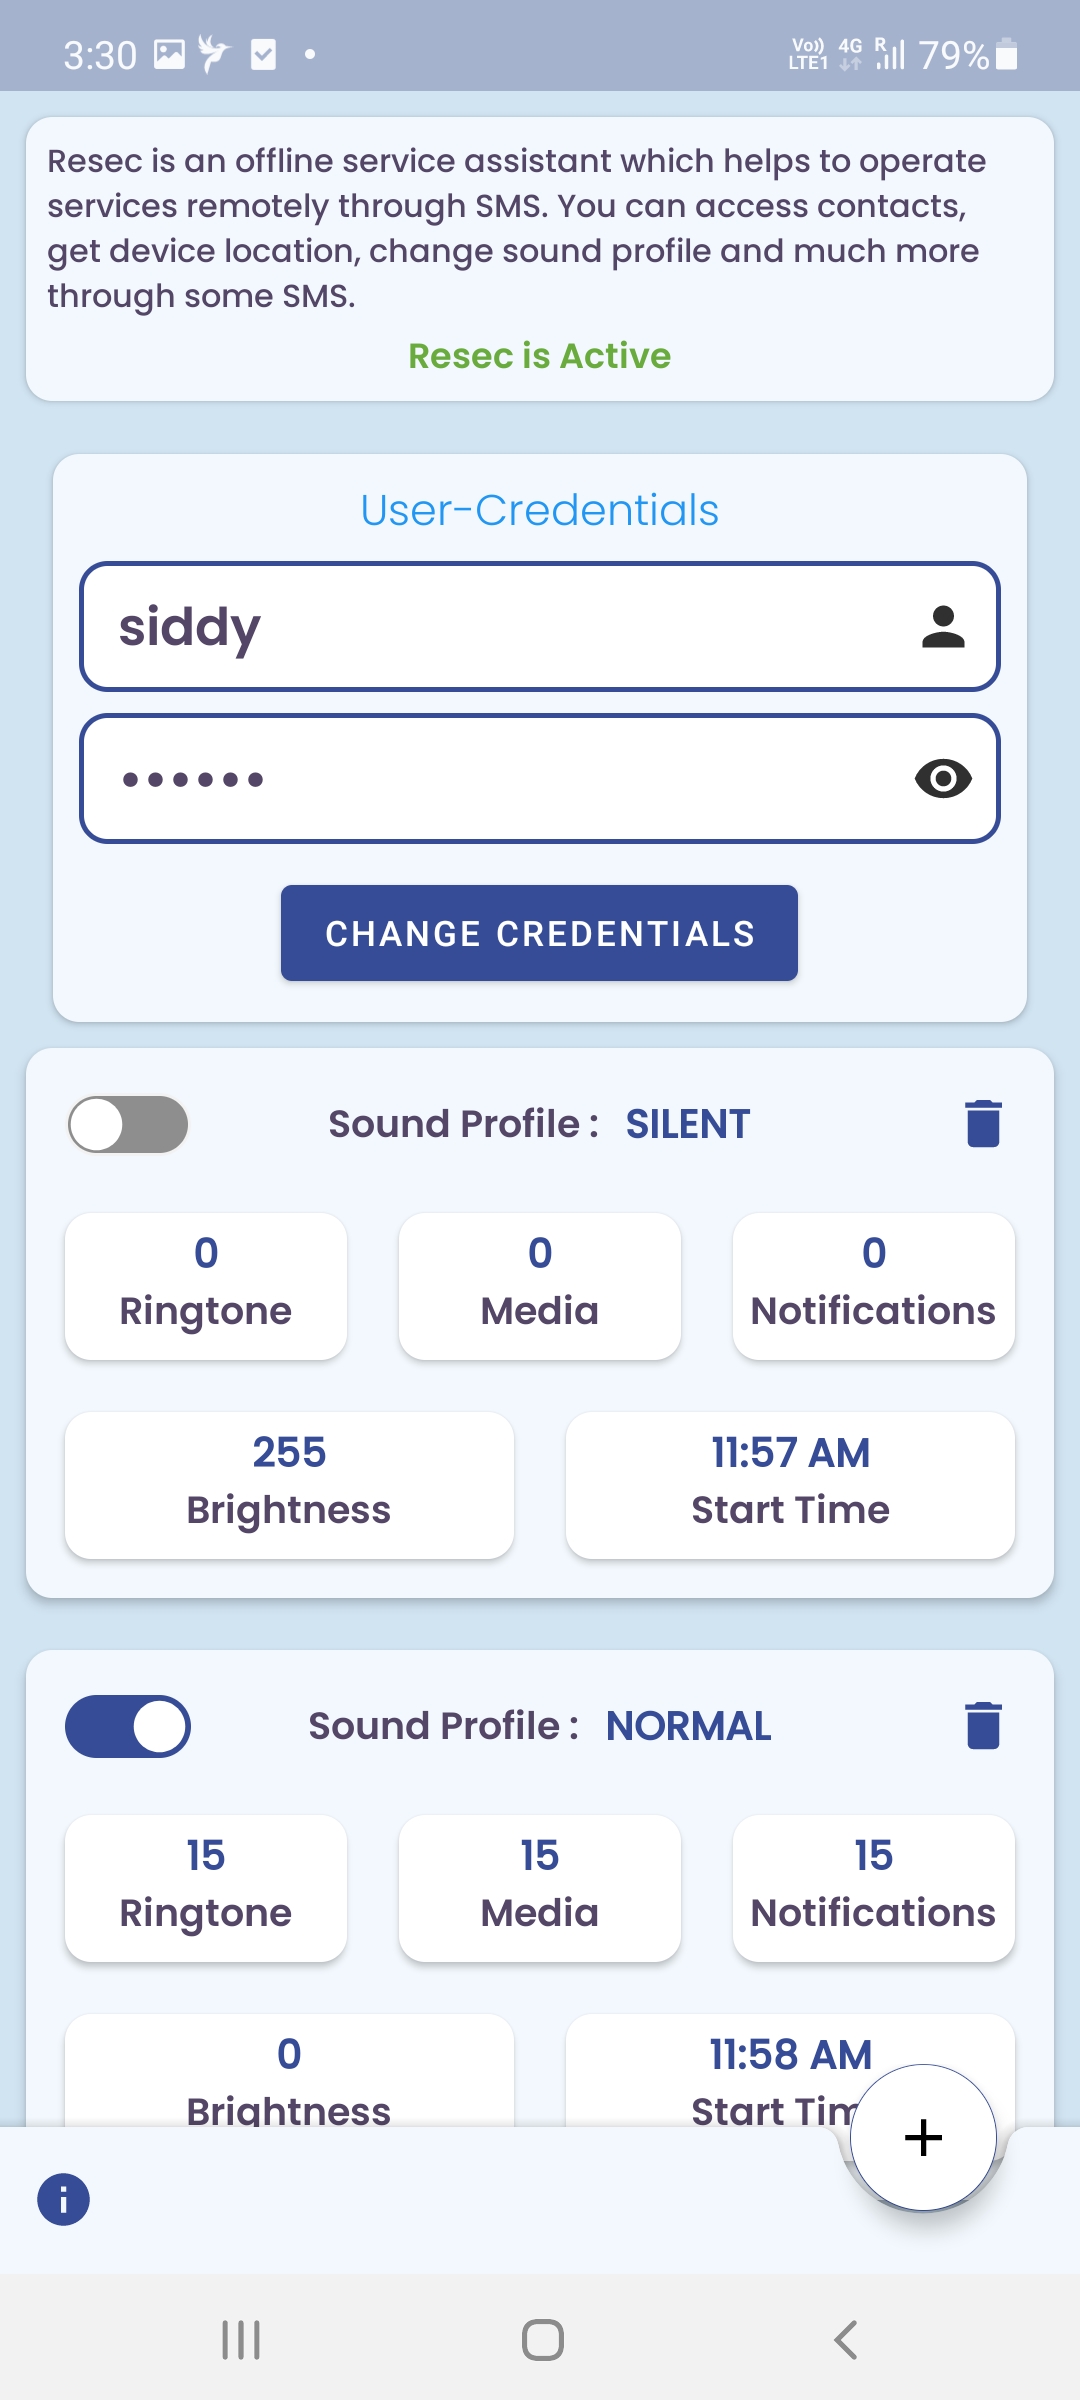 3:30
Vo)) LTE1 4G R 79%
Resec is an offline service assistant which helps to operate
services remotely through SMS. You can access contacts,
get device location, change sound profile and much more
through some SMS.
Resec is Active
User-Credentials
siddy
••••••
CHANGE CREDENTIALS
Sound Profile : SILENT
0 0 0
Ringtone Media Notifications
255 11:57 AM
Brightness Start Time
Sound Profile : NORMAL
15 15 15
Ringtone Media Notifications
0 11:58 AM
Brightness Start Tim
+